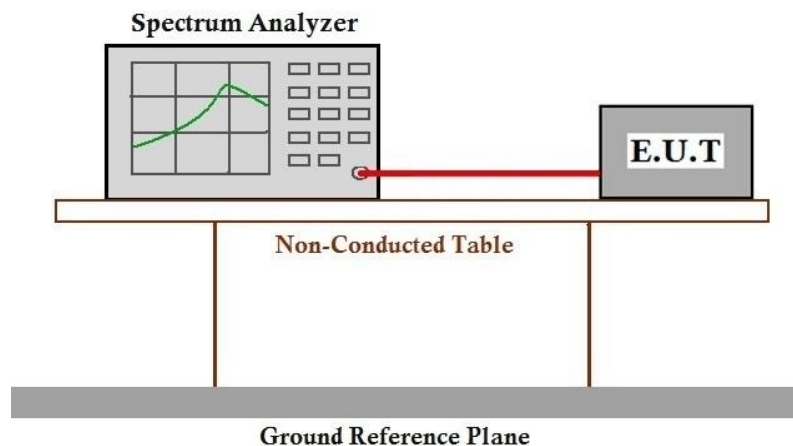 Spectrum Analyzer
E.U.T
Non-Conducted Table
Ground Reference Plane